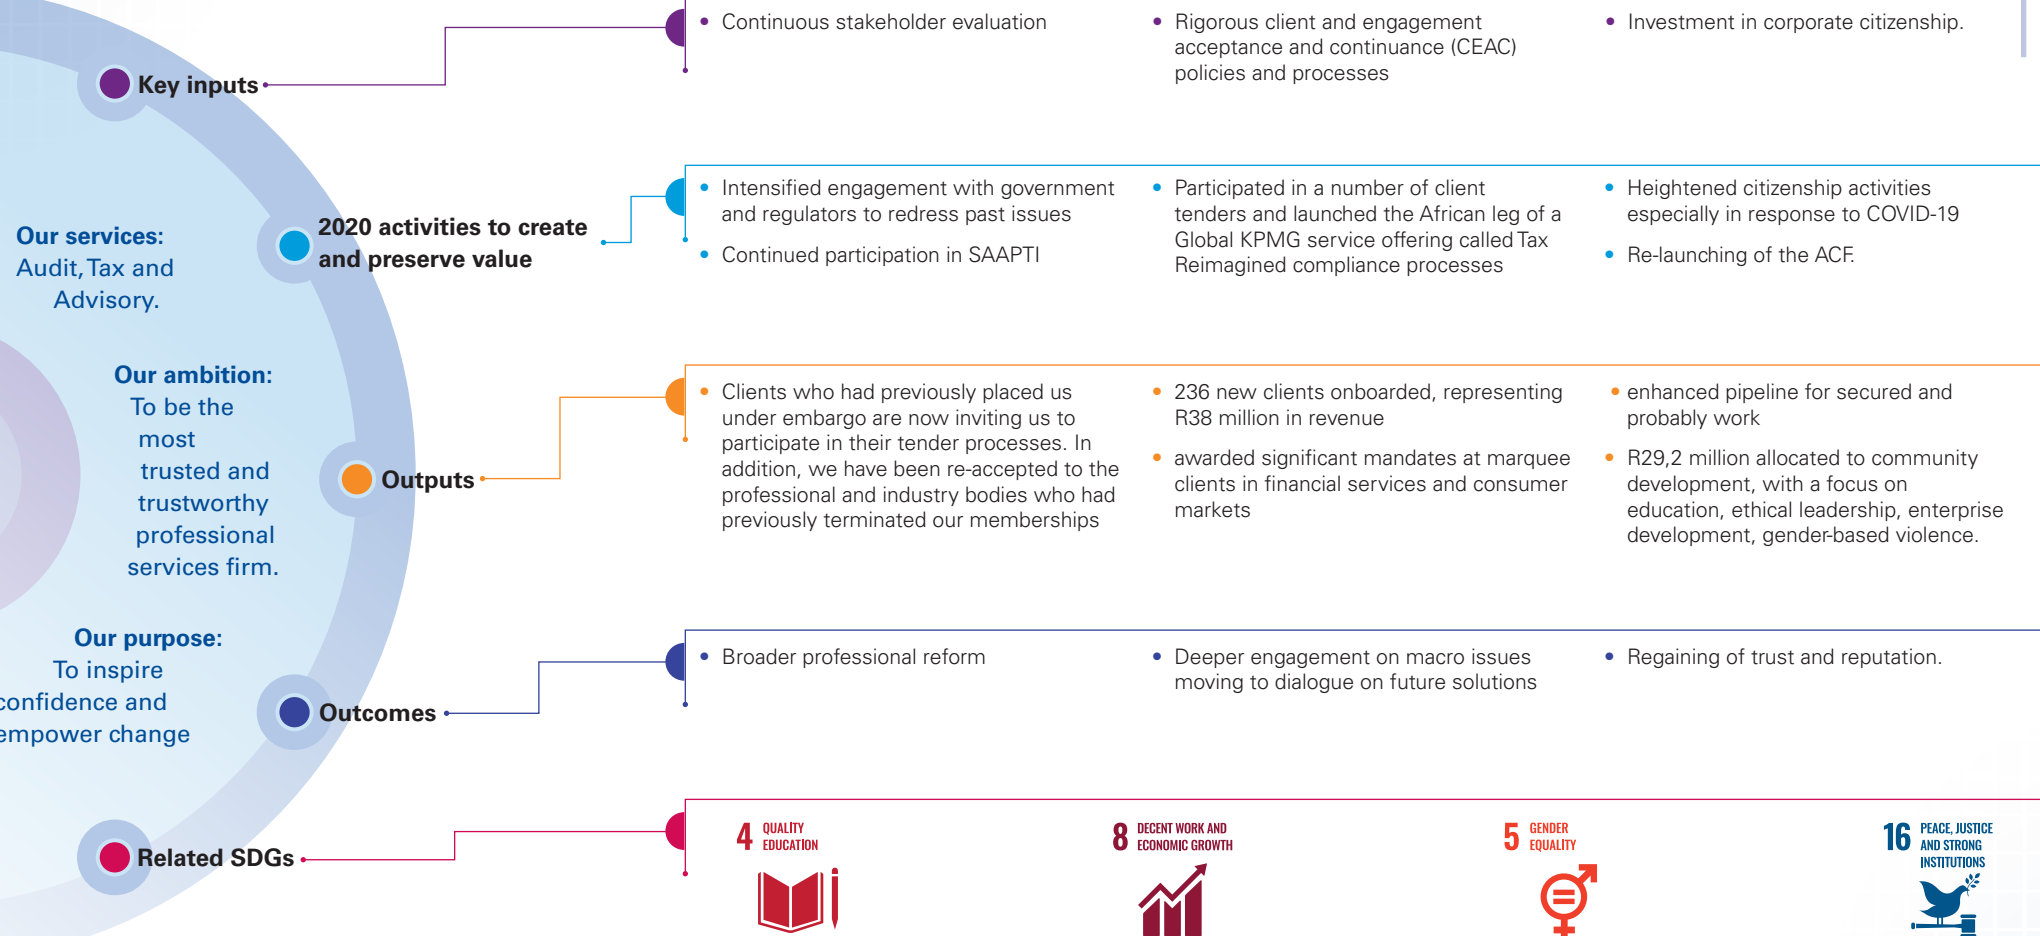 Key inputs
• Continuous stakeholder evaluation
• Rigorous client and engagement
acceptance and continuance (CEAC)
policies and processes
• Investment in corporate citizenship.
Our services:
Audit, Tax and
Advisory.
Our ambition:
To be the
most
trusted and
trustworthy
professional
services firm.
Our purpose:
To inspire
confidence and
empower change
2020 activities to create
and preserve value
• Intensified engagement with government
and regulators to redress past issues
• Continued participation in SAAPTI
• Participated in a number of client
tenders and launched the African leg of a
Global KPMG service offering called Tax
Reimagined compliance processes
• Heightened citizenship activities
especially in response to COVID-19
• Re-launching of the ACF.
Outputs
• Clients who had previously placed us
under embargo are now inviting us to
participate in their tender processes. In
addition, we have been re-accepted to the
professional and industry bodies who had
previously terminated our memberships
• 236 new clients onboarded, representing
R38 million in revenue
• awarded significant mandates at marquee
clients in financial services and consumer
markets
• enhanced pipeline for secured and
probably work
• R29,2 million allocated to community
development, with a focus on
education, ethical leadership, enterprise
development, gender-based violence.
Outcomes
• Broader professional reform
• Deeper engagement on macro issues
moving to dialogue on future solutions
• Regaining of trust and reputation.
Related SDGs
4 QUALITY
EDUCATION
8 DECENT WORK AND
ECONOMIC GROWTH
5 GENDER
EQUALITY
16 PEACE, JUSTICE
AND STRONG
INSTITUTIONS